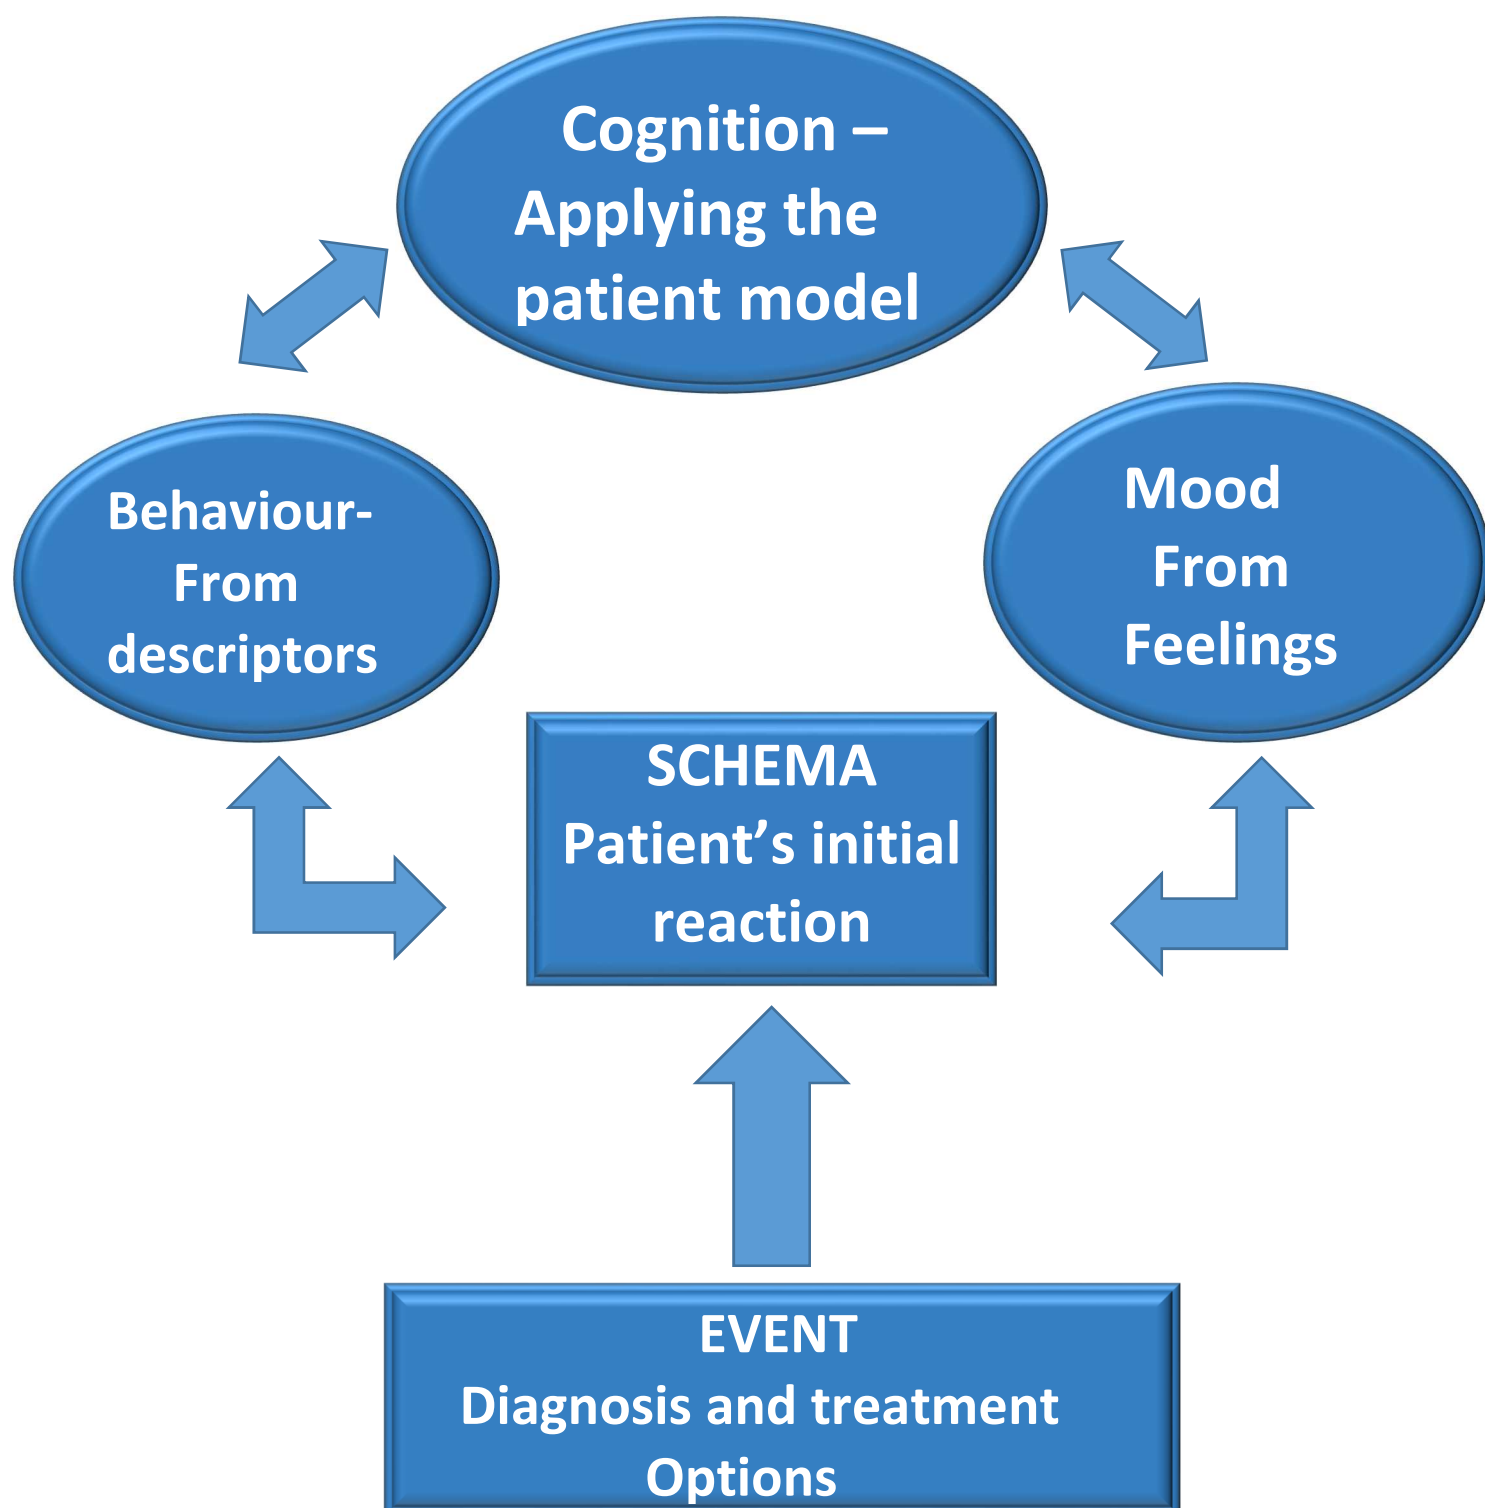 Cognition –
Applying the
patient model
Behaviour-
From
descriptors
Mood
From
Feelings
SCHEMA
Patient’s initial
reaction
EVENT
Diagnosis and treatment
Options